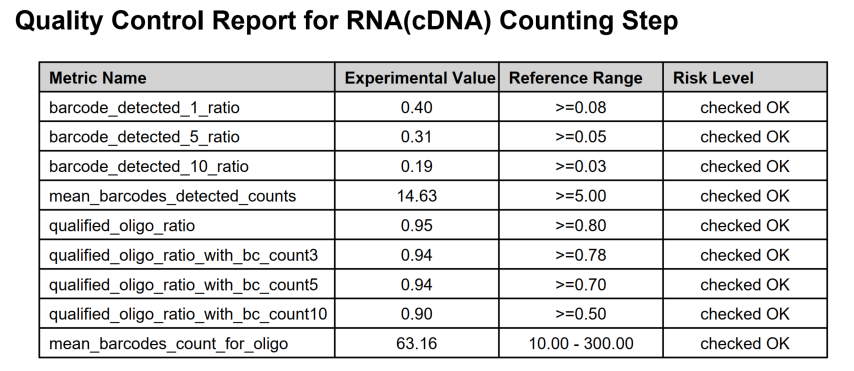 Quality Control Report for RNA(cDNA) Counting Step
Metric Name Experimental Value Reference Range Risk Level
barcode_detected_1_ratio 0.40 >=0.08 checked OK
barcode_detected_5_ratio 0.31 >=0.05 checked OK
barcode_detected_10_ratio 0.19 >=0.03 checked OK
mean_barcodes_detected_counts 14.63 >=5.00 checked OK
qualified_oligo_ratio 0.95 >=0.80 checked OK
qualified_oligo_ratio_with_bc_count3 0.94 >=0.78 checked OK
qualified_oligo_ratio_with_bc_count5 0.94 >=0.70 checked OK
qualified_oligo_ratio_with_bc_count10 0.90 >=0.50 checked OK
mean_barcodes_count_for_oligo 63.16 10.00 - 300.00 checked OK